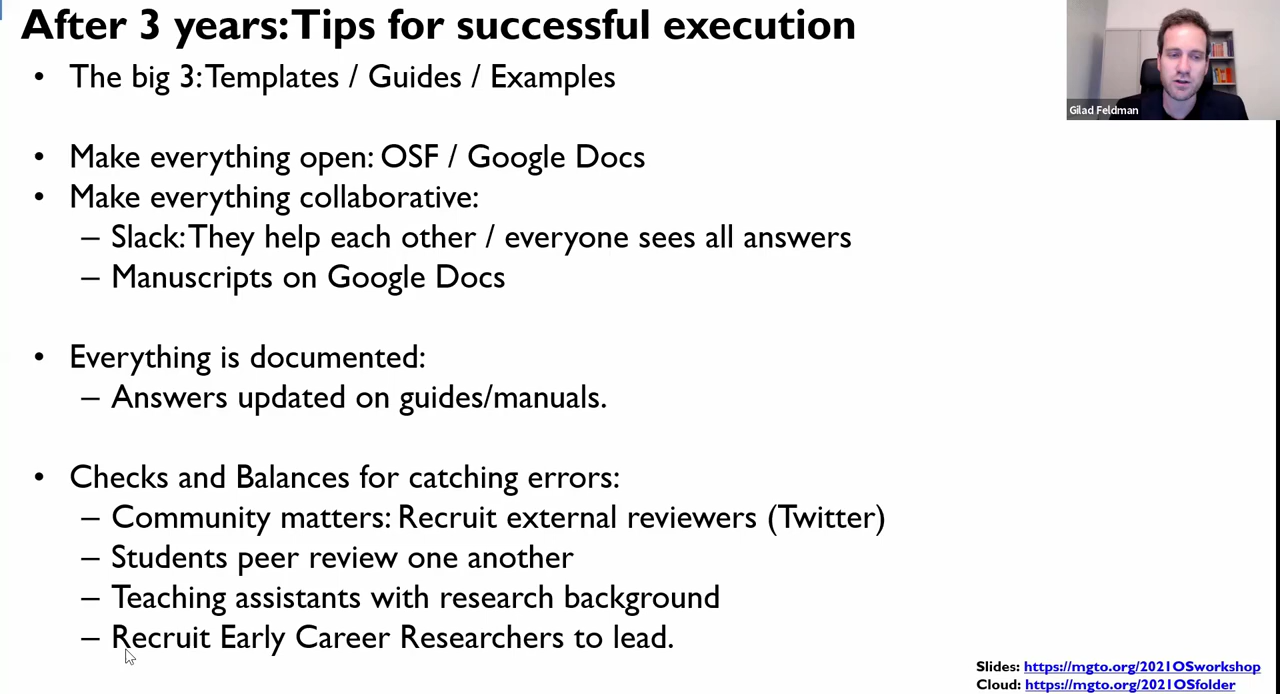 After 3 years: Tips for successful execution
• The big 3: Templates / Guides / Examples
• Make everything open: OSF / Google Docs
• Make everything collaborative:
– Slack: They help each other / everyone sees all answers
– Manuscripts on Google Docs
• Everything is documented:
– Answers updated on guides/manuals.
• Checks and Balances for catching errors:
– Community matters: Recruit external reviewers (Twitter)
– Students peer review one another
– Teaching assistants with research background
– Recruit Early Career Researchers to lead.
Gilad Feldman
Slides: https://mgto.org/2021OSworkshop
Cloud: https://mgto.org/2021OSfolder